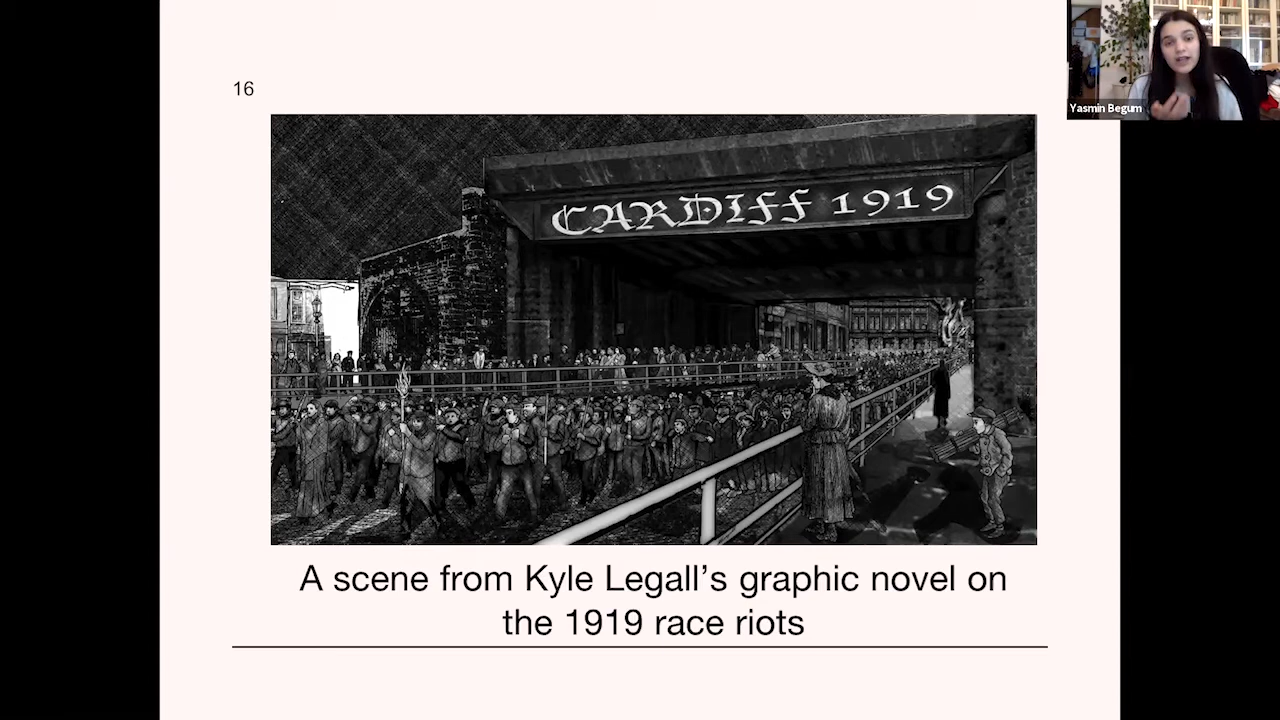 16
Yasmin Begum
CARDIFF 1919
A scene from Kyle Legall’s graphic novel on
the 1919 race riots